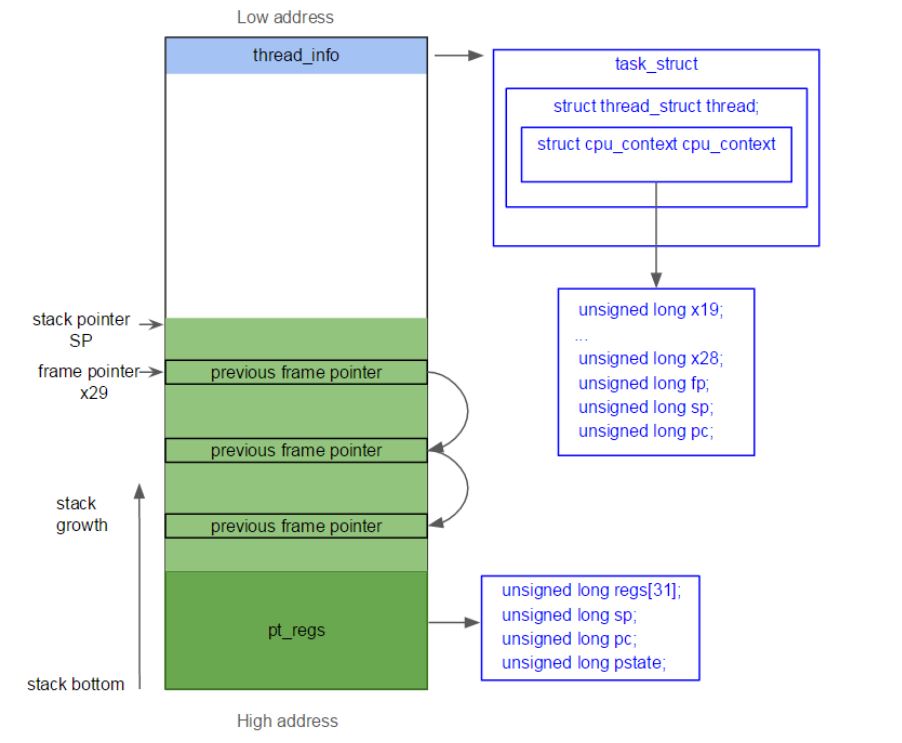 Low address
thread_info
task_struct
struct thread_struct thread;
struct cpu_context cpu_context
unsigned long x19;
...
unsigned long x28;
unsigned long fp;
unsigned long sp;
unsigned long pc;
stack pointer
SP
frame pointer
x29
previous frame pointer
previous frame pointer
previous frame pointer
stack
growth
pt_regs
unsigned long regs[31];
unsigned long sp;
unsigned long pc;
unsigned long pstate;
stack bottom
High address